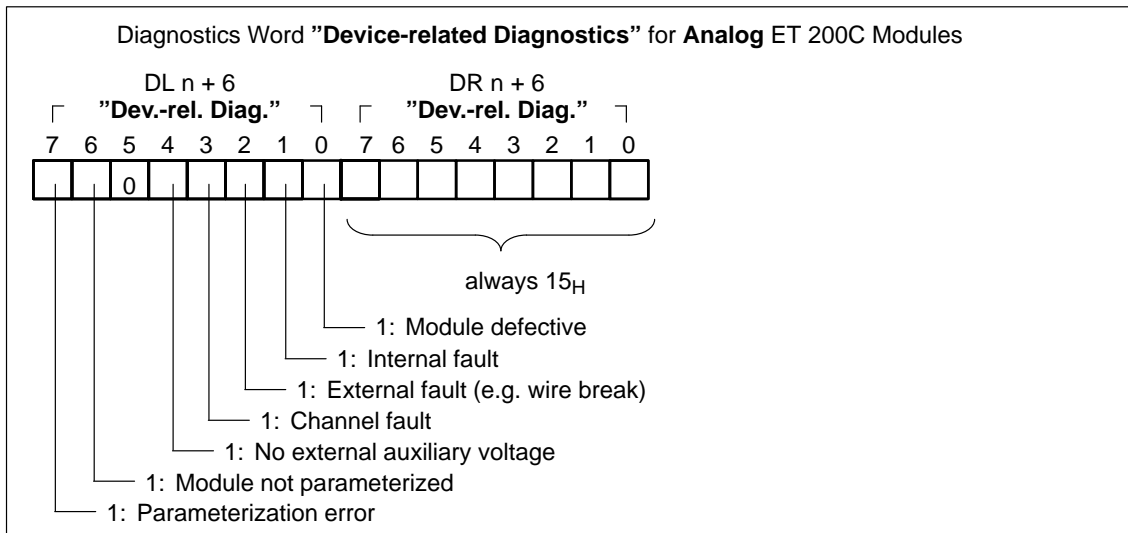 Diagnostics Word ”Device-related Diagnostics” for Analog ET 200C Modules
DL n + 6 DR n + 6
”Dev.-rel. Diag.” ”Dev.-rel. Diag.”
7 6 5 4 3 2 1 0 7 6 5 4 3 2 1 0
0
always 15H
1: Module defective
1: Internal fault
1: External fault (e.g. wire break)
1: Channel fault
1: No external auxiliary voltage
1: Module not parameterized
1: Parameterization error